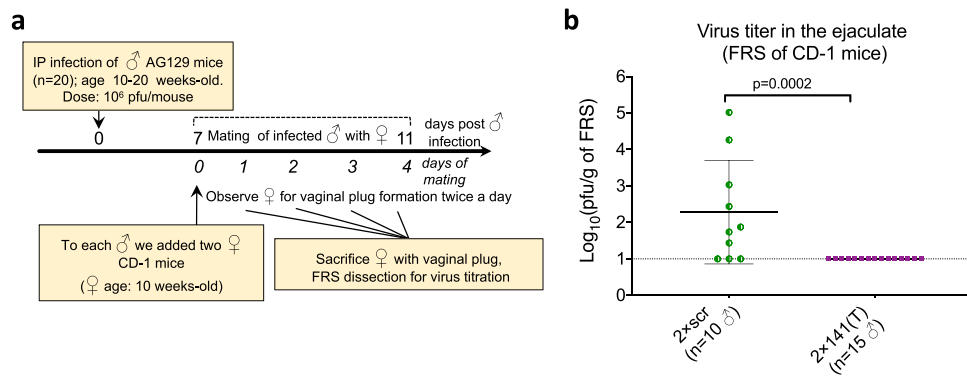 a
IP infection of ♂ AG129 mice
(n=20); age 10-20 weeks-old.
Dose: 10⁶ pfu/mouse
0
7 Mating of infected ♂ with ♀ 11
days post ♂
infection
0 1 2 3 4
days of
mating
Observe ♀ for vaginal plug formation twice a day
To each ♂ we added two ♀
CD-1 mice
(♀ age: 10 weeks-old)
Sacrifice ♀ with vaginal plug,
FRS dissection for virus titration
b
Virus titer in the ejaculate
(FRS of CD-1 mice)
p=0.0002
Log₁₀(pfu/g of FRS)
6
5
4
3
2
1
0
2×scr
(n=10 ♂)
2×141(T)
(n=15 ♂)